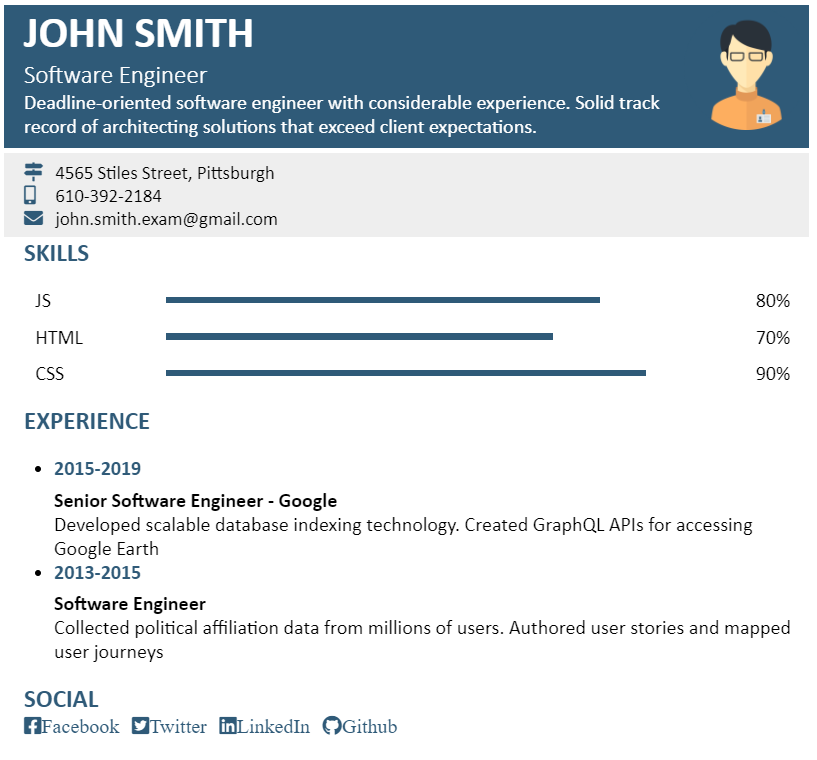 JOHN SMITH
Software Engineer
Deadline-oriented software engineer with considerable experience. Solid track
record of architecting solutions that exceed client expectations.
4565 Stiles Street, Pittsburgh
610-392-2184
john.smith.exam@gmail.com
SKILLS
JS 80%
HTML 70%
CSS 90%
EXPERIENCE
• 2015-2019
Senior Software Engineer - Google
Developed scalable database indexing technology. Created GraphQL APIs for accessing
Google Earth
• 2013-2015
Software Engineer
Collected political affiliation data from millions of users. Authored user stories and mapped
user journeys
SOCIAL
Facebook Twitter LinkedIn Github